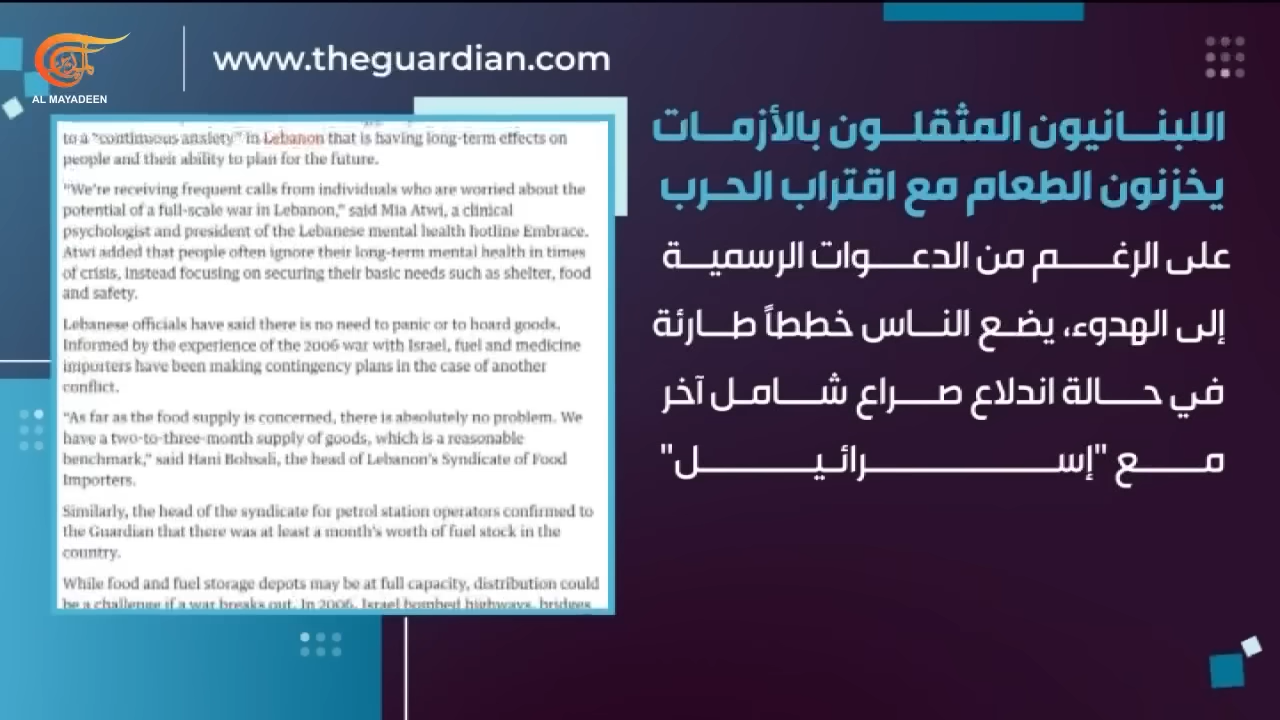 AL MAYADEEN
www.theguardian.com
اللبنانيون المثقلون بالأزمات
يخزنون الطعام مع اقتراب الحرب
على الرغم من الدعوات الرسمية
إلى الهدوء، يضع الناس خططاً طارئة
في حالة اندلاع صراع شامل آخر
مع "إسرائيل"
to a "continuous anxiety" in Lebanon that is having long-term effects on
people and their ability to plan for the future.
"We're receiving frequent calls from individuals who are worried about the
potential of a full-scale war in Lebanon," said Mia Atwi, a clinical
psychologist and president of the Lebanese mental health hotline Embrace.
Atwi added that people often ignore their long-term mental health in times
of crisis, instead focusing on securing their basic needs such as shelter, food
and safety.
Lebanese officials have said there is no need to panic or to hoard goods.
Informed by the experience of the 2006 war with Israel, fuel and medicine
importers have been making contingency plans in the case of another
conflict.
"As far as the food supply is concerned, there is absolutely no problem. We
have a two-to-three-month supply of goods, which is a reasonable
benchmark," said Hani Bohsali, the head of Lebanon's Syndicate of Food
Importers.
Similarly, the head of the syndicate for petrol station operators confirmed to
the Guardian that there was at least a month's worth of fuel stock in the
country.
While food and fuel storage depots may be at full capacity, distribution could
be a challenge if a war breaks out. In 2006, Israel bombed highways, bridges